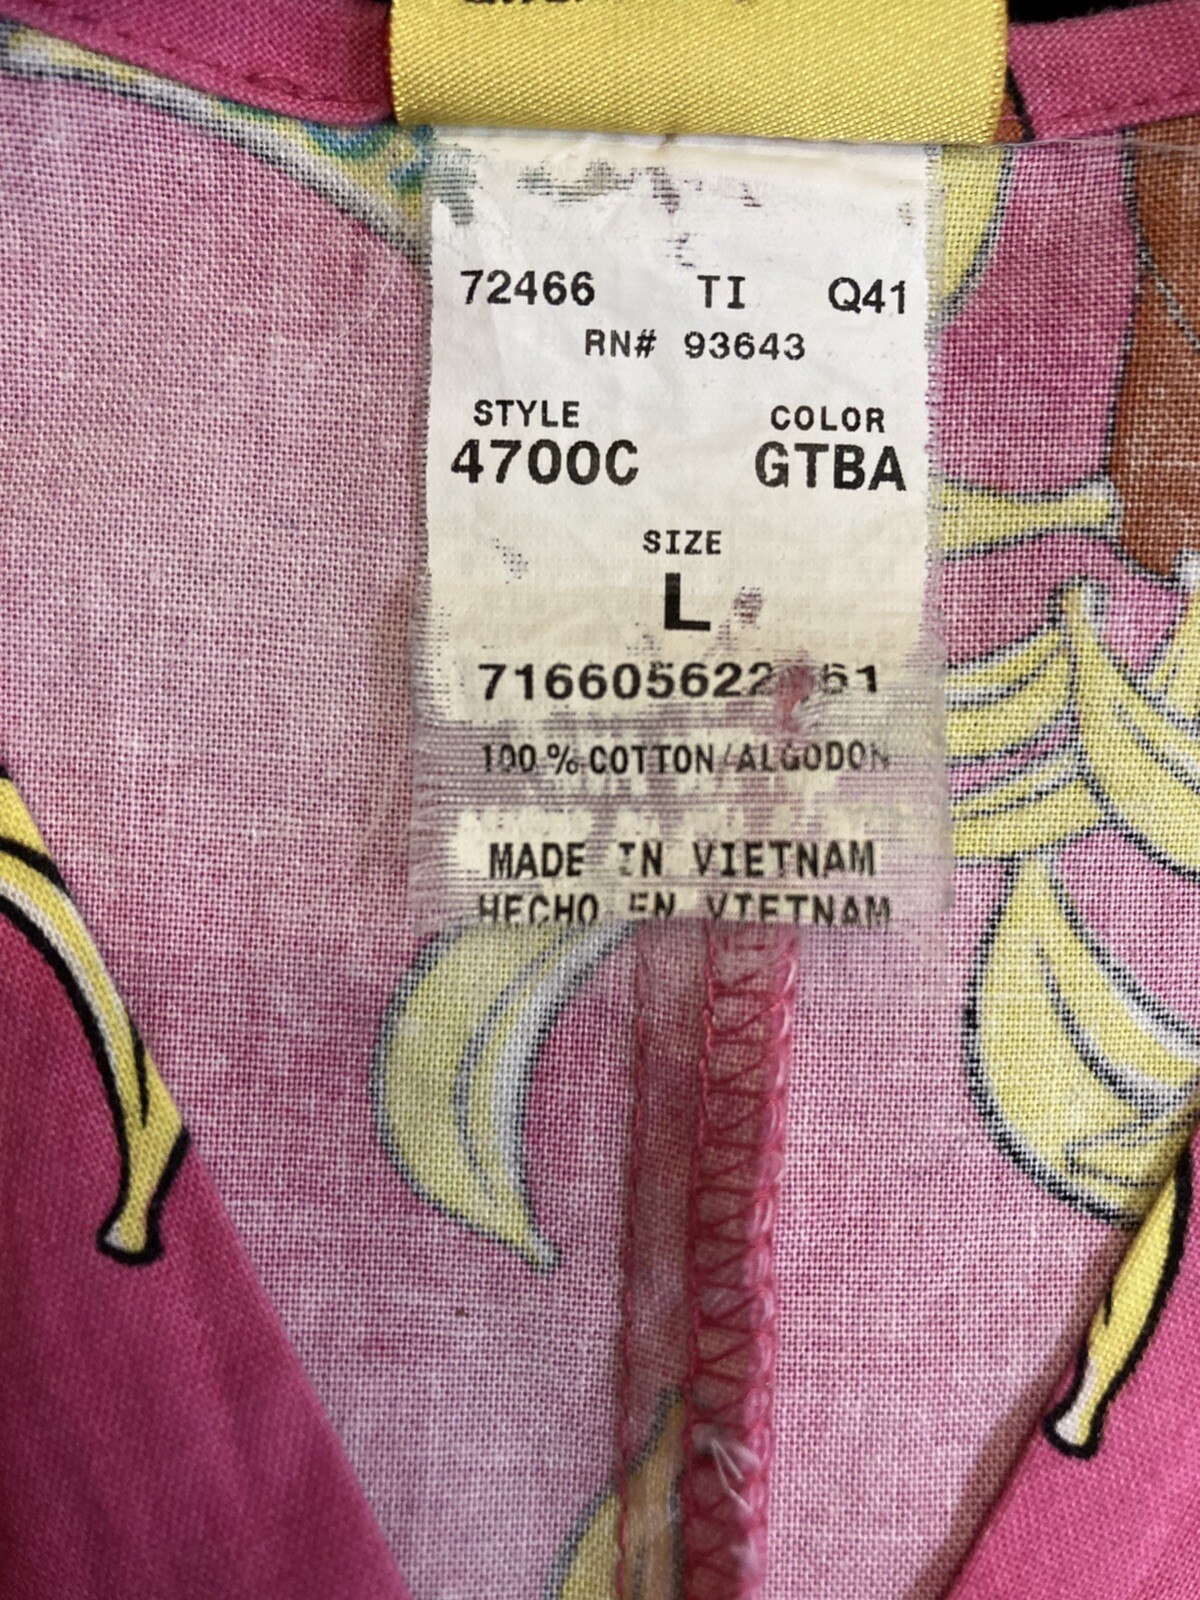 72466 TI Q41
RN# 93643
STYLE COLOR
4700C GTBA
SIZE
L
100 % COTTON/ALGODON
MADE IN VIETNAM
HECHO EN VIETNAM